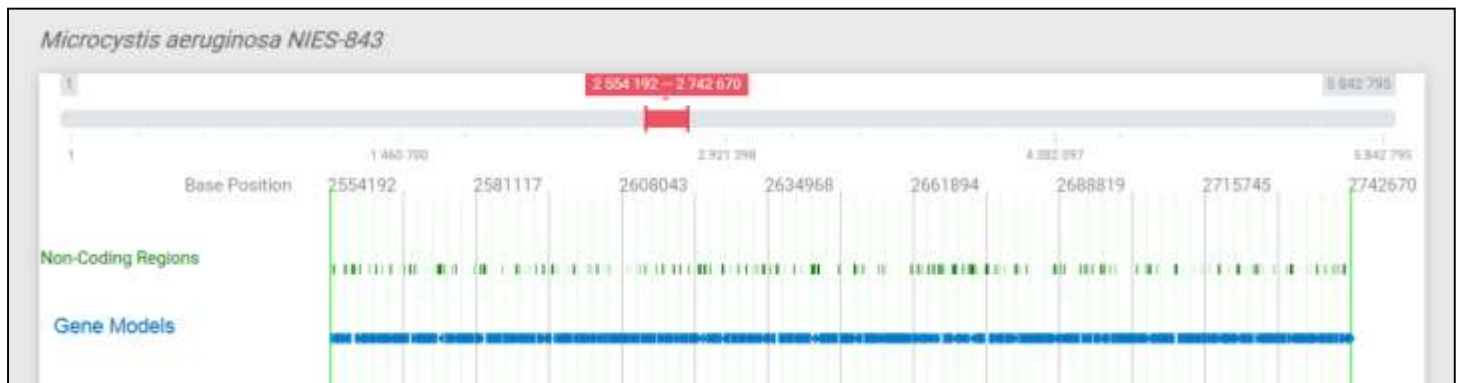 Microcystis aeruginosa NIES-843
1 2 554 192 — 2 742 670 5 842 795
1 1 460 700 2 921 398 4 382 097 5 842 795
Base Position 2554192 2581117 2608043 2634968 2661894 2688819 2715745 2742670
Non-Coding Regions
Gene Models